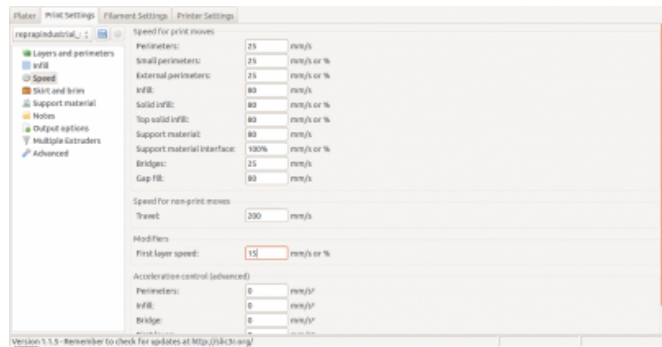 Plater Print Settings Filament Settings Printer Settings
reprapindustrial_
Layers and perimeters
Infill
Speed
Skirt and brim
Support material
Notes
Output options
Multiple Extruders
Advanced
Speed for print moves
Perimeters: 25 mm/s
Small perimeters: 25 mm/s or %
External perimeters: 25 mm/s or %
Infill: 80 mm/s
Solid infill: 80 mm/s or %
Top solid infill: 80 mm/s or %
Support material: 80 mm/s
Support material interface: 100% mm/s or %
Bridges: 25 mm/s
Gap fill: 80 mm/s
Speed for non-print moves
Travel: 200 mm/s
Modifiers
First layer speed: 15 mm/s or %
Acceleration control (advanced)
Perimeters: 0 mm/s²
Infill: 0 mm/s²
Bridge: 0 mm/s²
Version 1.1.5 - Remember to check for updates at http://slic3r.org/